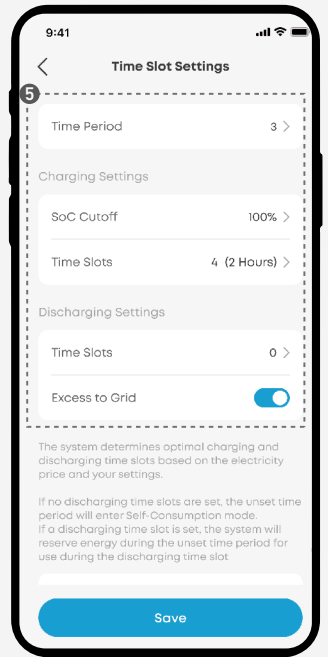 9:41
Time Slot Settings
5
Time Period 3
Charging Settings
SoC Cutoff 100%
Time Slots 4 (2 Hours)
Discharging Settings
Time Slots 0
Excess to Grid
The system determines optimal charging and
discharging time slots based on the electricity
price and your settings.
If no discharging time slots are set, the unset time
period will enter Self-Consumption mode.
If a discharging time slot is set, the system will
reserve energy during the unset time period for
use during the discharging time slot
Save